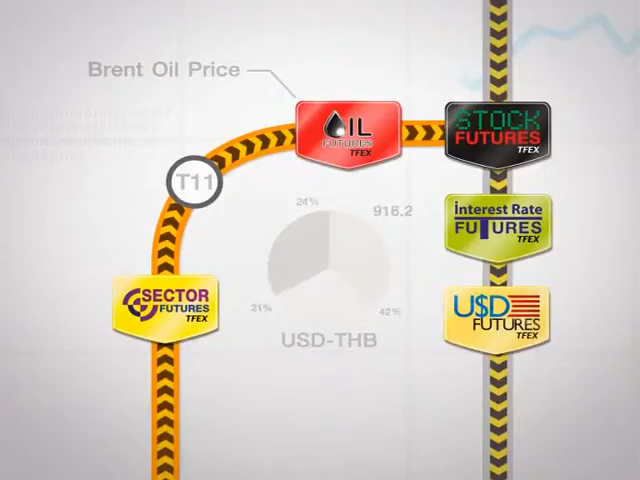 Brent Oil Price
OIL
FUTURES
TFEX
STOCK
FUTURES
TFEX
T11
interest Rate
FUTURES
TFEX
24%
916.2
SECTOR
FUTURES
TFEX
U$D
FUTURES
TFEX
21%
42%
USD-THB